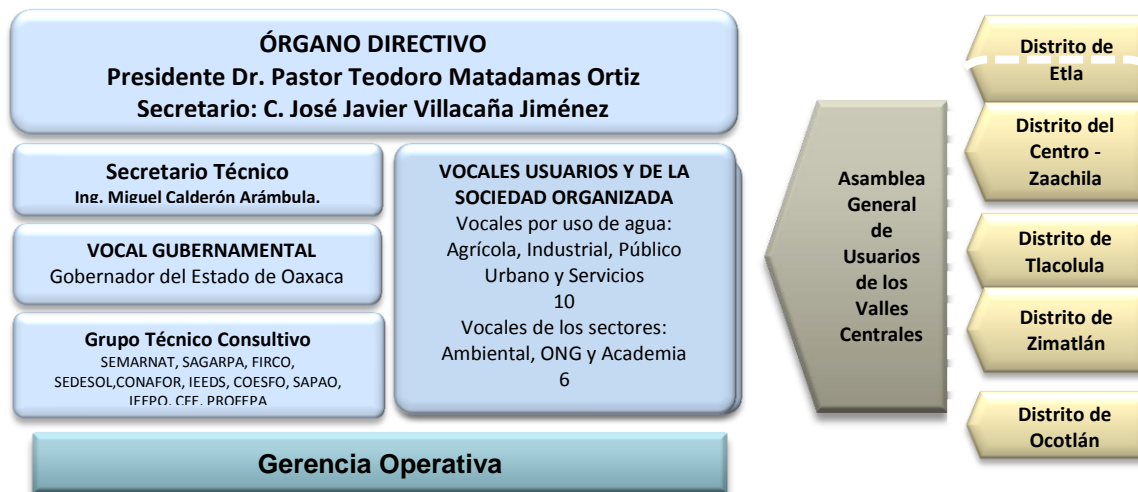 ÓRGANO DIRECTIVO
Presidente Dr. Pastor Teodoro Matadamas Ortiz
Secretario: C. José Javier Villacaña Jiménez
Secretario Técnico
Ing. Miguel Calderón Arámbula.
VOCAL GUBERNAMENTAL
Gobernador del Estado de Oaxaca
Grupo Técnico Consultivo
SEMARNAT, SAGARPA, FIRCO,
SEDESOL,CONAFOR, IEEDS, COESFO, SAPAO,
IEEPO, CFE, PROFEPA
VOCALES USUARIOS Y DE LA
SOCIEDAD ORGANIZADA
Vocales por uso de agua:
Agrícola, Industrial, Público
Urbano y Servicios
10
Vocales de los sectores:
Ambiental, ONG y Academia
6
Gerencia Operativa
Asamblea
General
de
Usuarios
de los
Valles
Centrales
Distrito de
Etla
Distrito del
Centro -
Zaachila
Distrito de
Tlacolula
Distrito de
Zimatlán
Distrito de
Ocotlán